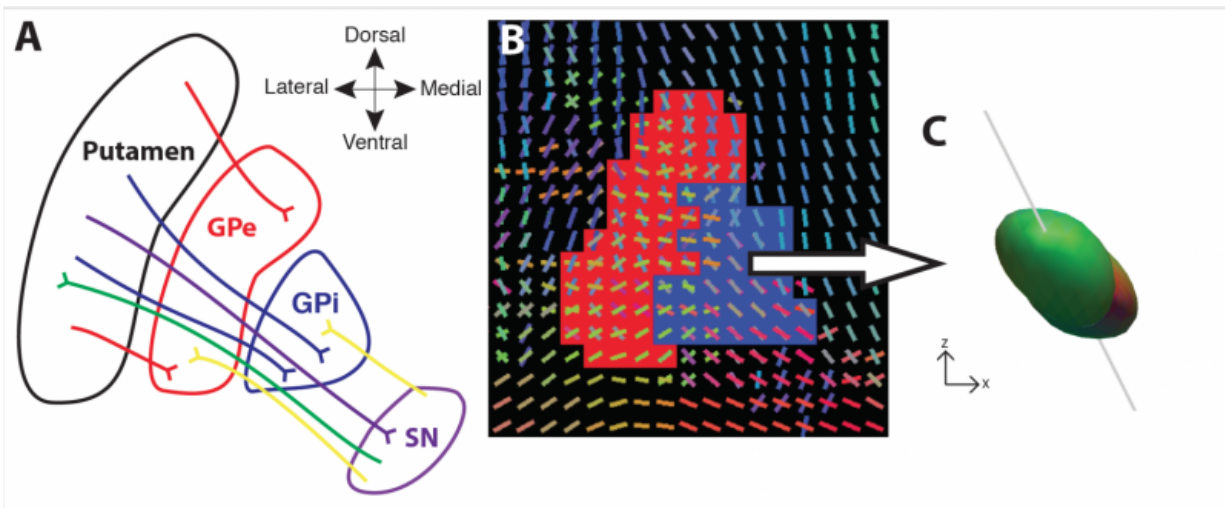 A
Dorsal
Lateral
Medial
Ventral
Putamen
GPe
GPi
SN
B
C
z
x